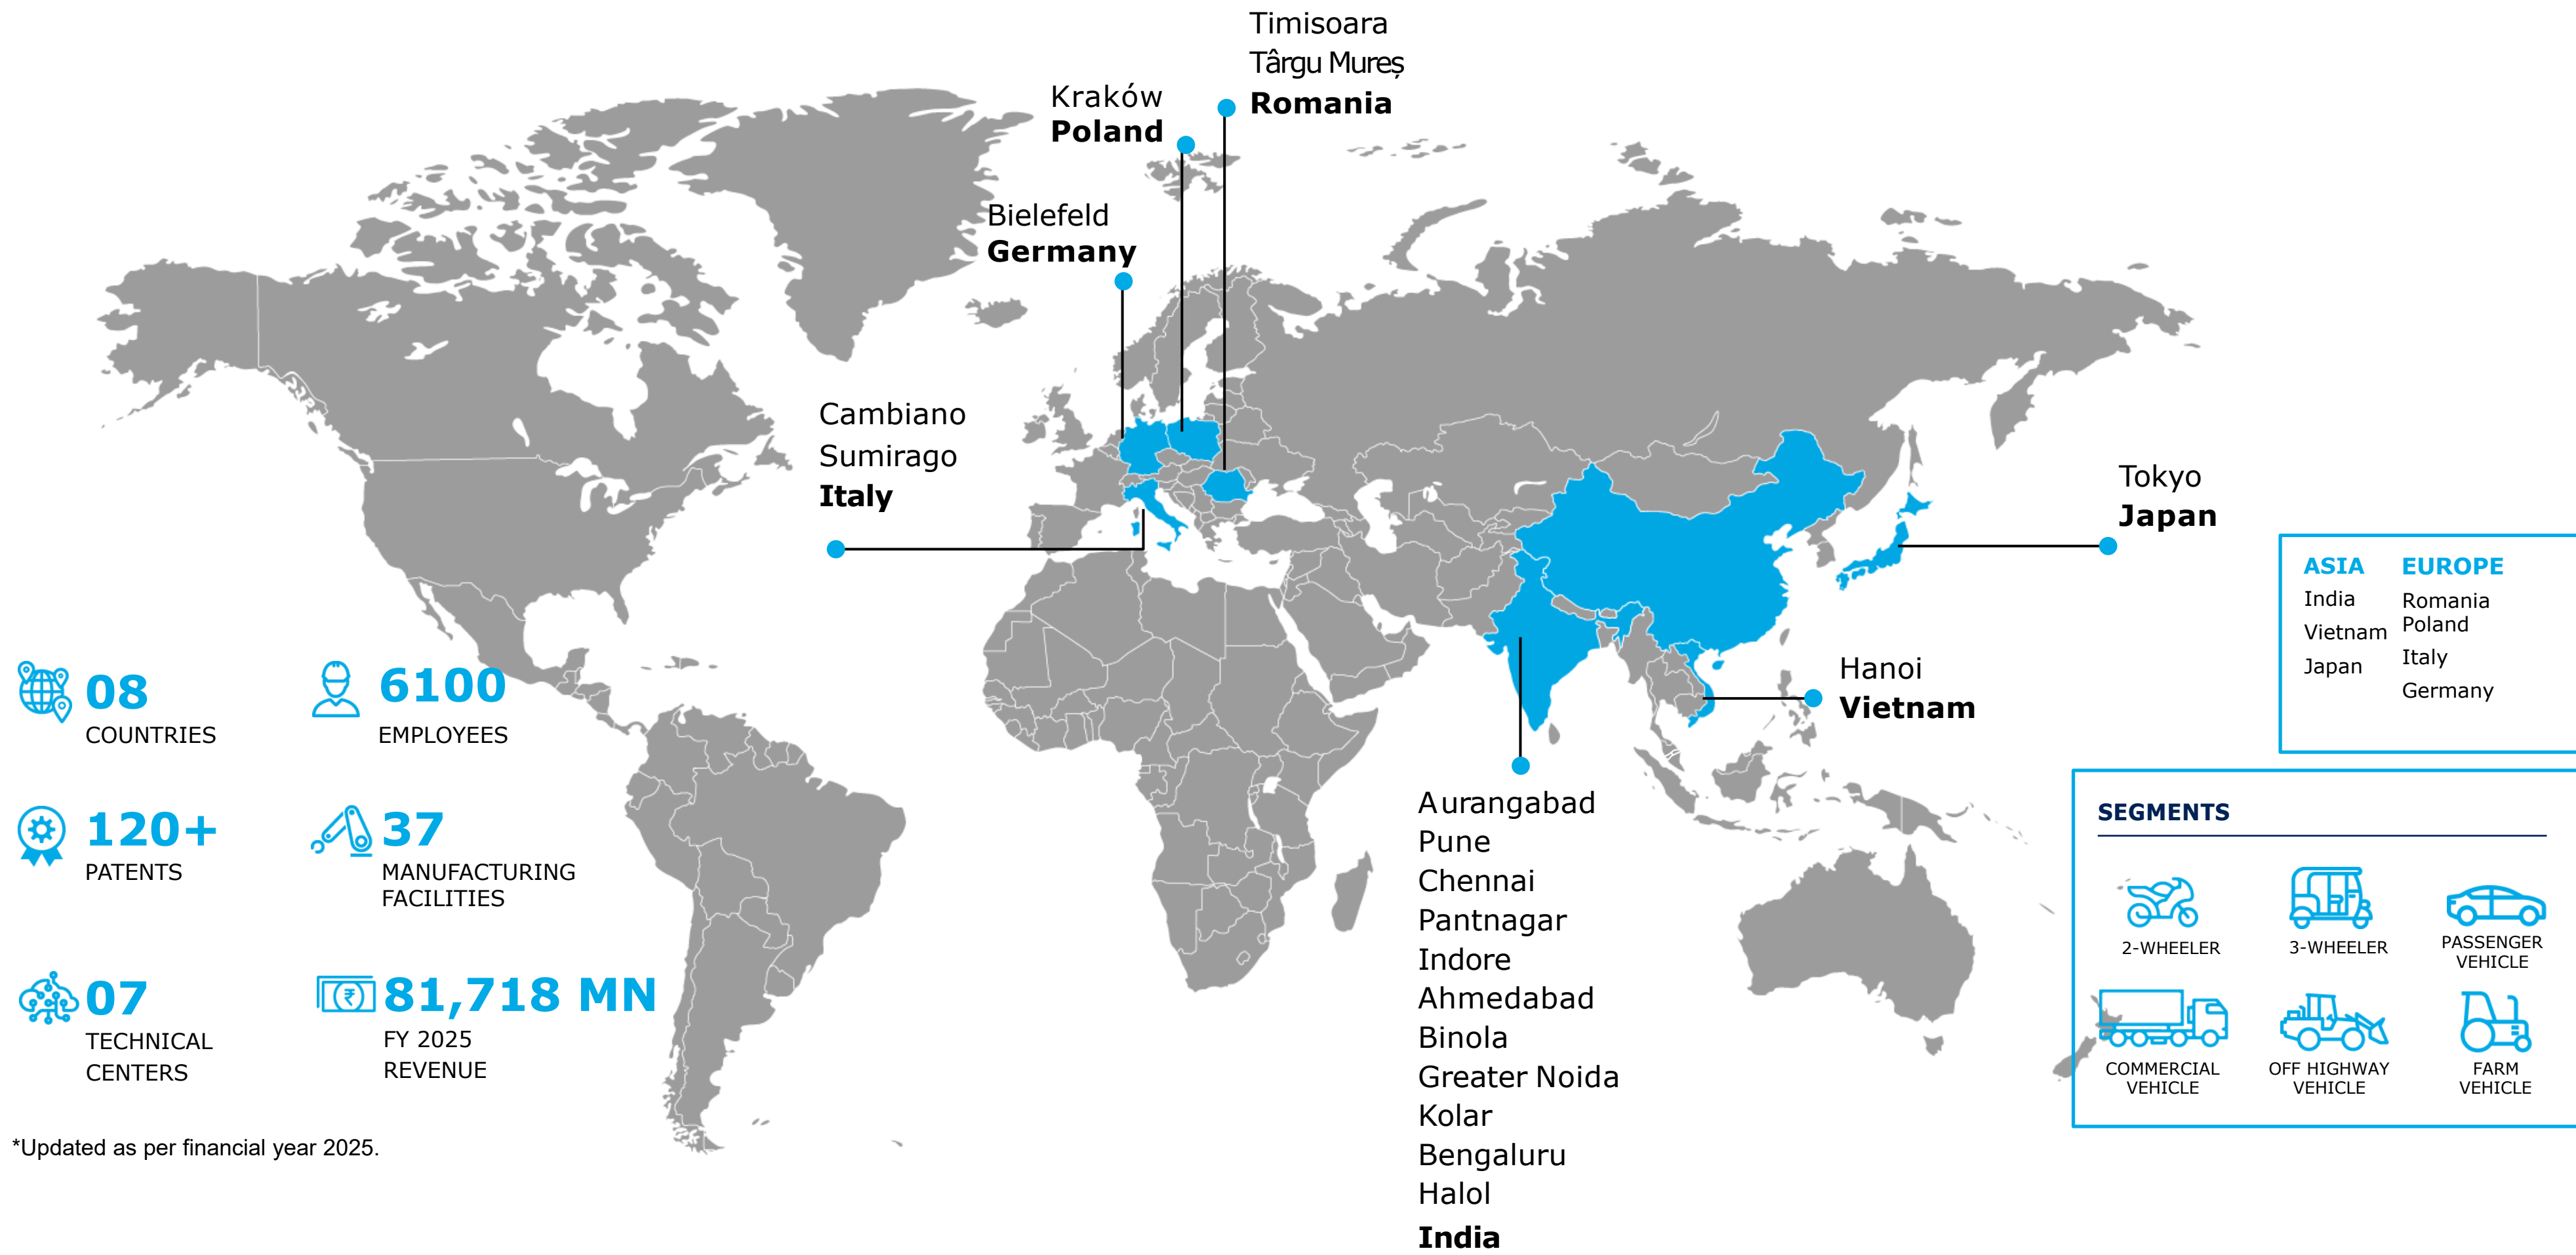 Timisoara
Târgu Mureș
Romania
Kraków
Poland
Bielefeld
Germany
Cambiano
Sumirago
Italy
Tokyo
Japan
ASIA
India
Vietnam
Japan
EUROPE
Romania
Poland
Italy
Germany
Hanoi
Vietnam
08
COUNTRIES
6100
EMPLOYEES
120+
PATENTS
37
MANUFACTURING
FACILITIES
07
TECHNICAL
CENTERS
₹
81,718 MN
FY 2025
REVENUE
*Updated as per financial year 2025.
Aurangabad
Pune
Chennai
Pantnagar
Indore
Ahmedabad
Binola
Greater Noida
Kolar
Bengaluru
Halol
India
SEGMENTS
2-WHEELER
3-WHEELER
PASSENGER
VEHICLE
COMMERCIAL
VEHICLE
OFF HIGHWAY
VEHICLE
FARM
VEHICLE